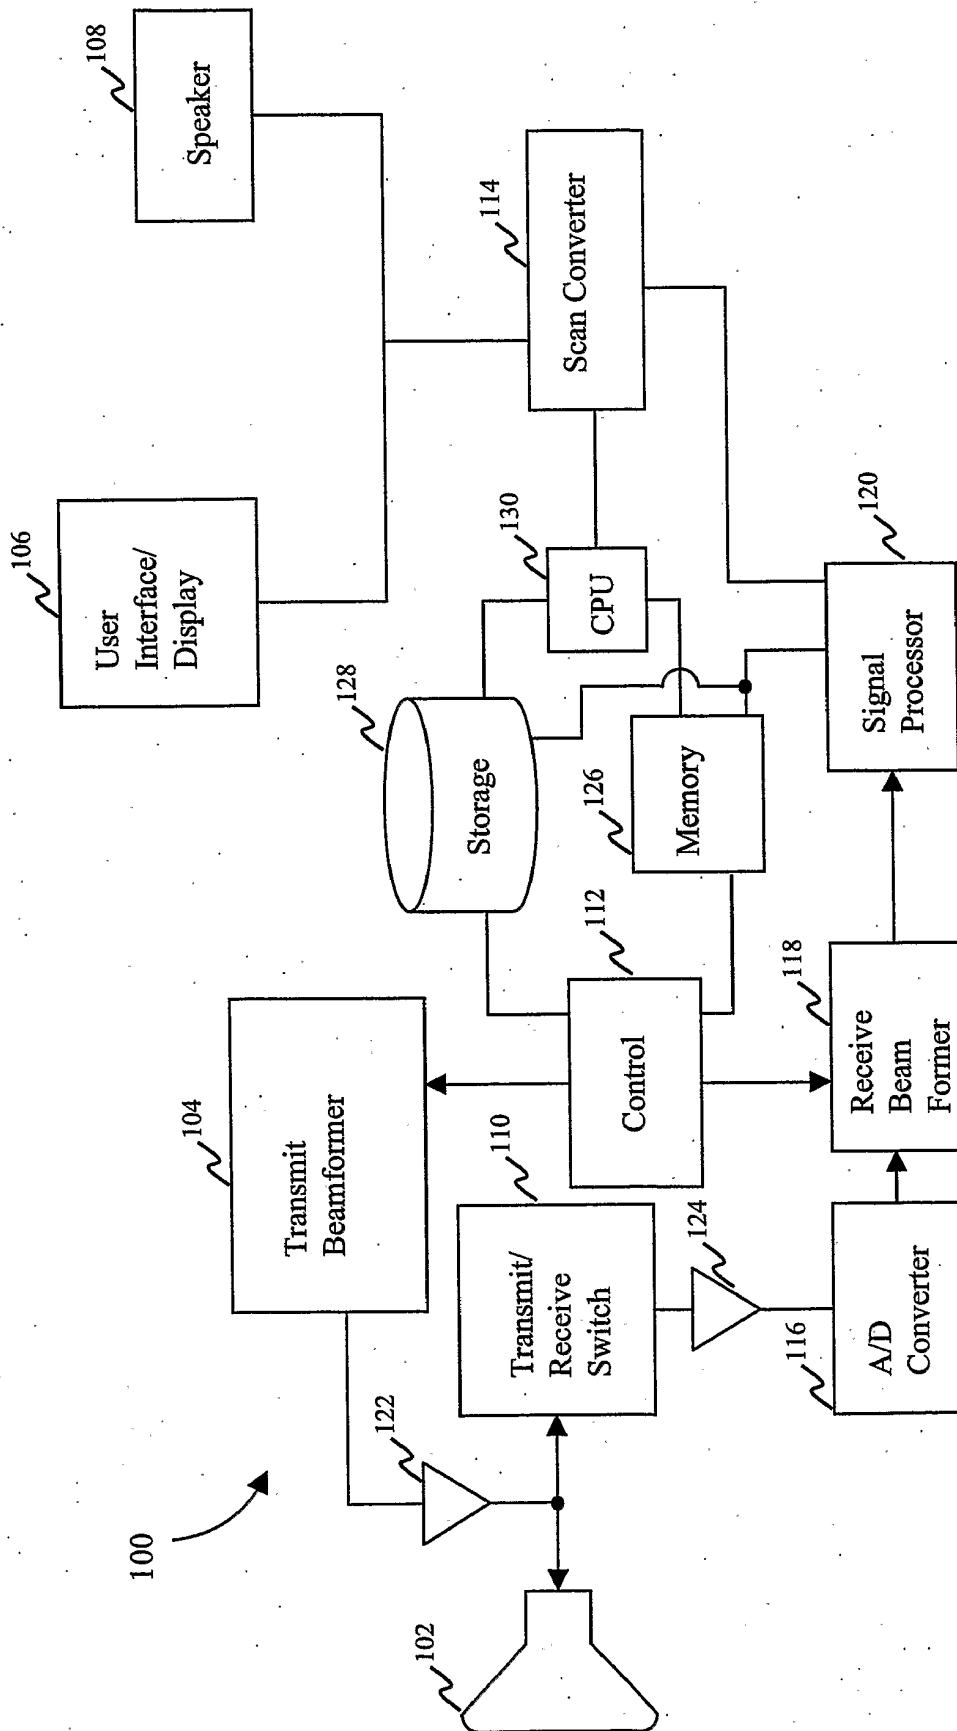 100
102
122
104
Transmit
Beamformer
106
User
Interface/
Display
108
Speaker
110
Transmit/
Receive
Switch
112
Control
128
Storage
130
CPU
114
Scan Converter
124
126
Memory
116
A/D
Converter
118
Receive
Beam
Former
120
Signal
Processor